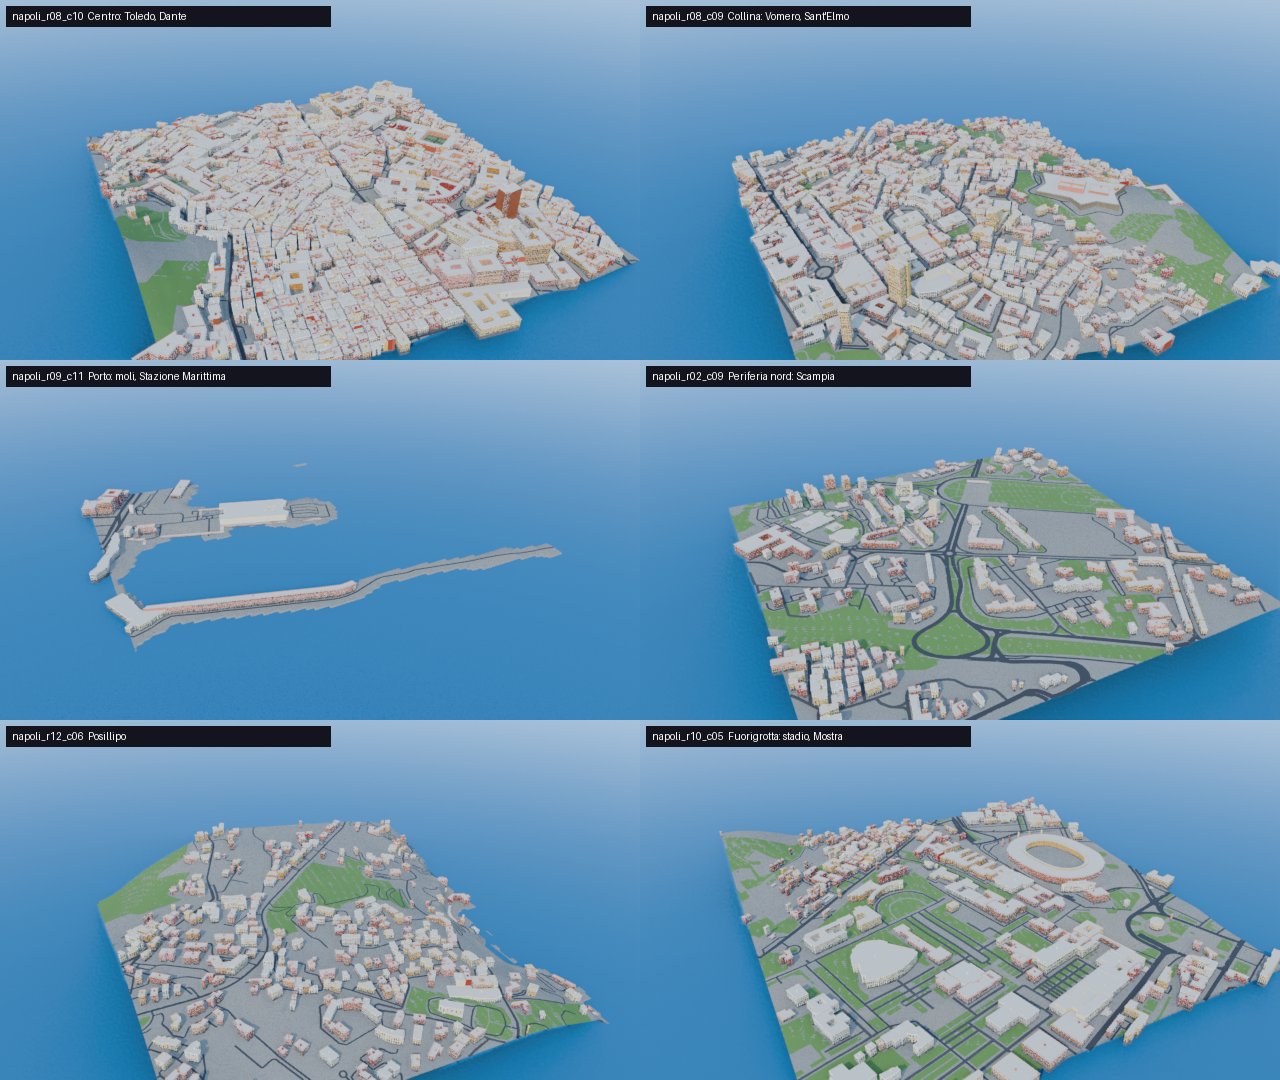 napoli_r08_c10 Centro: Toledo, Dante
napoli_r08_c09 Collina: Vomero, Sant'Elmo
napoli_r09_c11 Porto: moli, Stazione Marittima
napoli_r02_c09 Periferia nord: Scampia
napoli_r12_c06 Posillipo
napoli_r10_c05 Fuorigrotta: stadio, Mostra